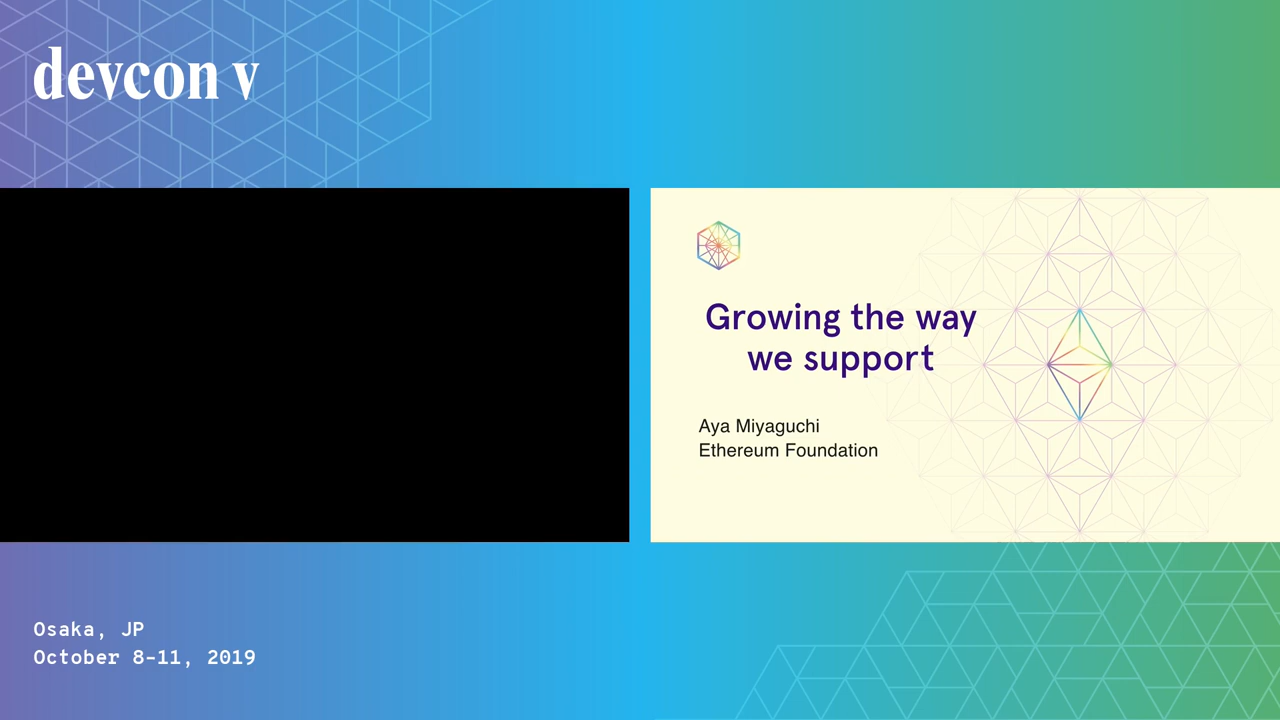 devcon v
Growing the way
we support
Aya Miyaguchi
Ethereum Foundation
Osaka, JP
October 8-11, 2019